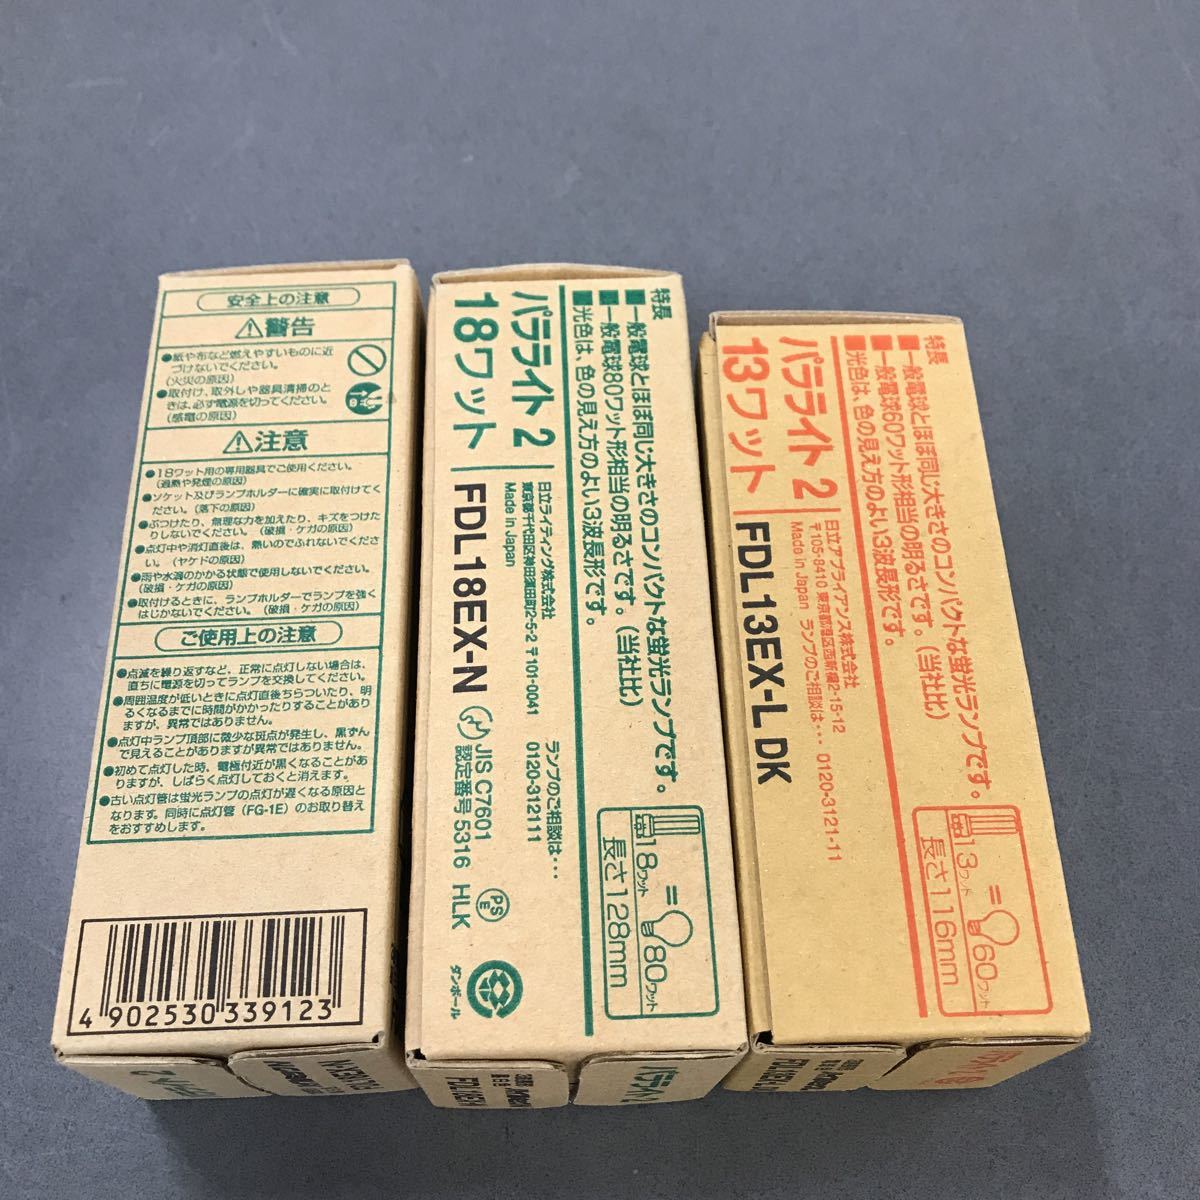 安全上の注意
⚠警告
●紙や布など燃えやすいものに近
づけないでください。
(火災の原因)
●取付け、取外しや器具清掃のと
きは、必ず電源を切ってください。
(感電の原因)
⚠注意
●18ワット用の専用器具でご使用ください。
(過熱や発煙の原因)
●ソケット及びランプホルダーに確実に取付けてく
ださい。(落下の原因)
●ぶつけたり、無理な力を加えたり、キズをつけた
りしないでください。(破損・ケガの原因)
●点灯中や消灯直後は、熱いのでふれないでくださ
い。(ヤケドの原因)
●雨や水滴のかかる状態で使用しないでください。
(破損・ケガの原因)
●取付けるときに、ランプホルダーでランプを強く
はじかないでください。(破損・ケガの原因)
ご使用上の注意
●点滅を繰り返すなど、正常に点灯しない場合は、
直ちに電源を切ってランプを交換してください。
●周囲温度が低いときに点灯直後ちらついたり、明
るくなるまでに時間がかかったりすることがあり
ますが、異常ではありません。
●点灯中ランプ頂部に微少な斑点が発生し、黒ずん
で見えることがありますが異常ではありません。
●初めて点灯した時、電極付近が黒くなることがあ
りますが、しばらく点灯しておくと消えます。
●古い点灯管は蛍光ランプの点灯が遅くなる原因と
なります。同時に点灯管(FG-1E)のお取り替え
をおすすめします。
4 902530 339123
特長
■一般電球とほぼ同じ大きさのコンパクトな蛍光ランプです。
■一般電球80ワット形相当の明るさです。(当社比)
■光色は、色の見え方のよい3波長形です。
パラライト2
18ワット
日立ライティング株式会社
東京都千代田区神田須田町2-5-2 〒101-0041
Made in Japan
ランプのご相談は・・・
0120-312111
FDL18EX-N
JIS C7601
認定番号5316 HLK
PS
E
ダンボール
18ワット
=
80ワット
長さ128mm
パラライト2
特長
■一般電球とほぼ同じ大きさのコンパクトな蛍光ランプです。
■一般電球60ワット形相当の明るさです。(当社比)
■光色は、色の見え方のよい3波長形です。
パラライト2
13ワット
日立アプライアンス株式会社
〒105-8410 東京都港区西新橋2-15-12
Made in Japan ランプのご相談は・・・ 0120-3121-11
FDL13EX-L DK
13ワット
=
60ワット
長さ116mm